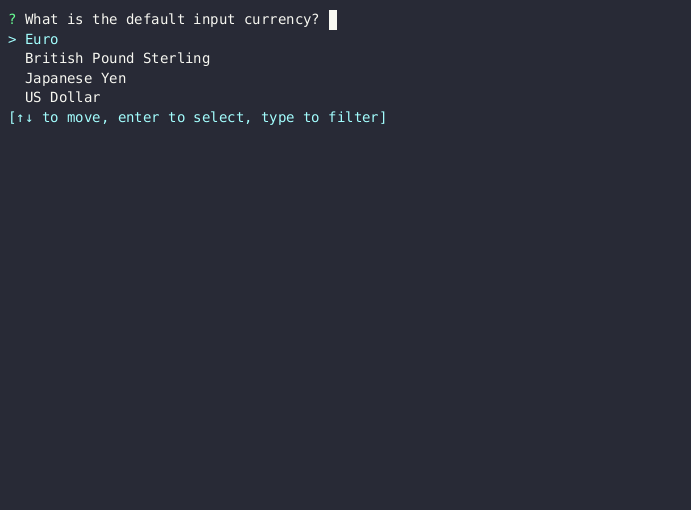 ? What is the default input currency?
> Euro
  British Pound Sterling
  Japanese Yen
  US Dollar
[↑↓ to move, enter to select, type to filter]